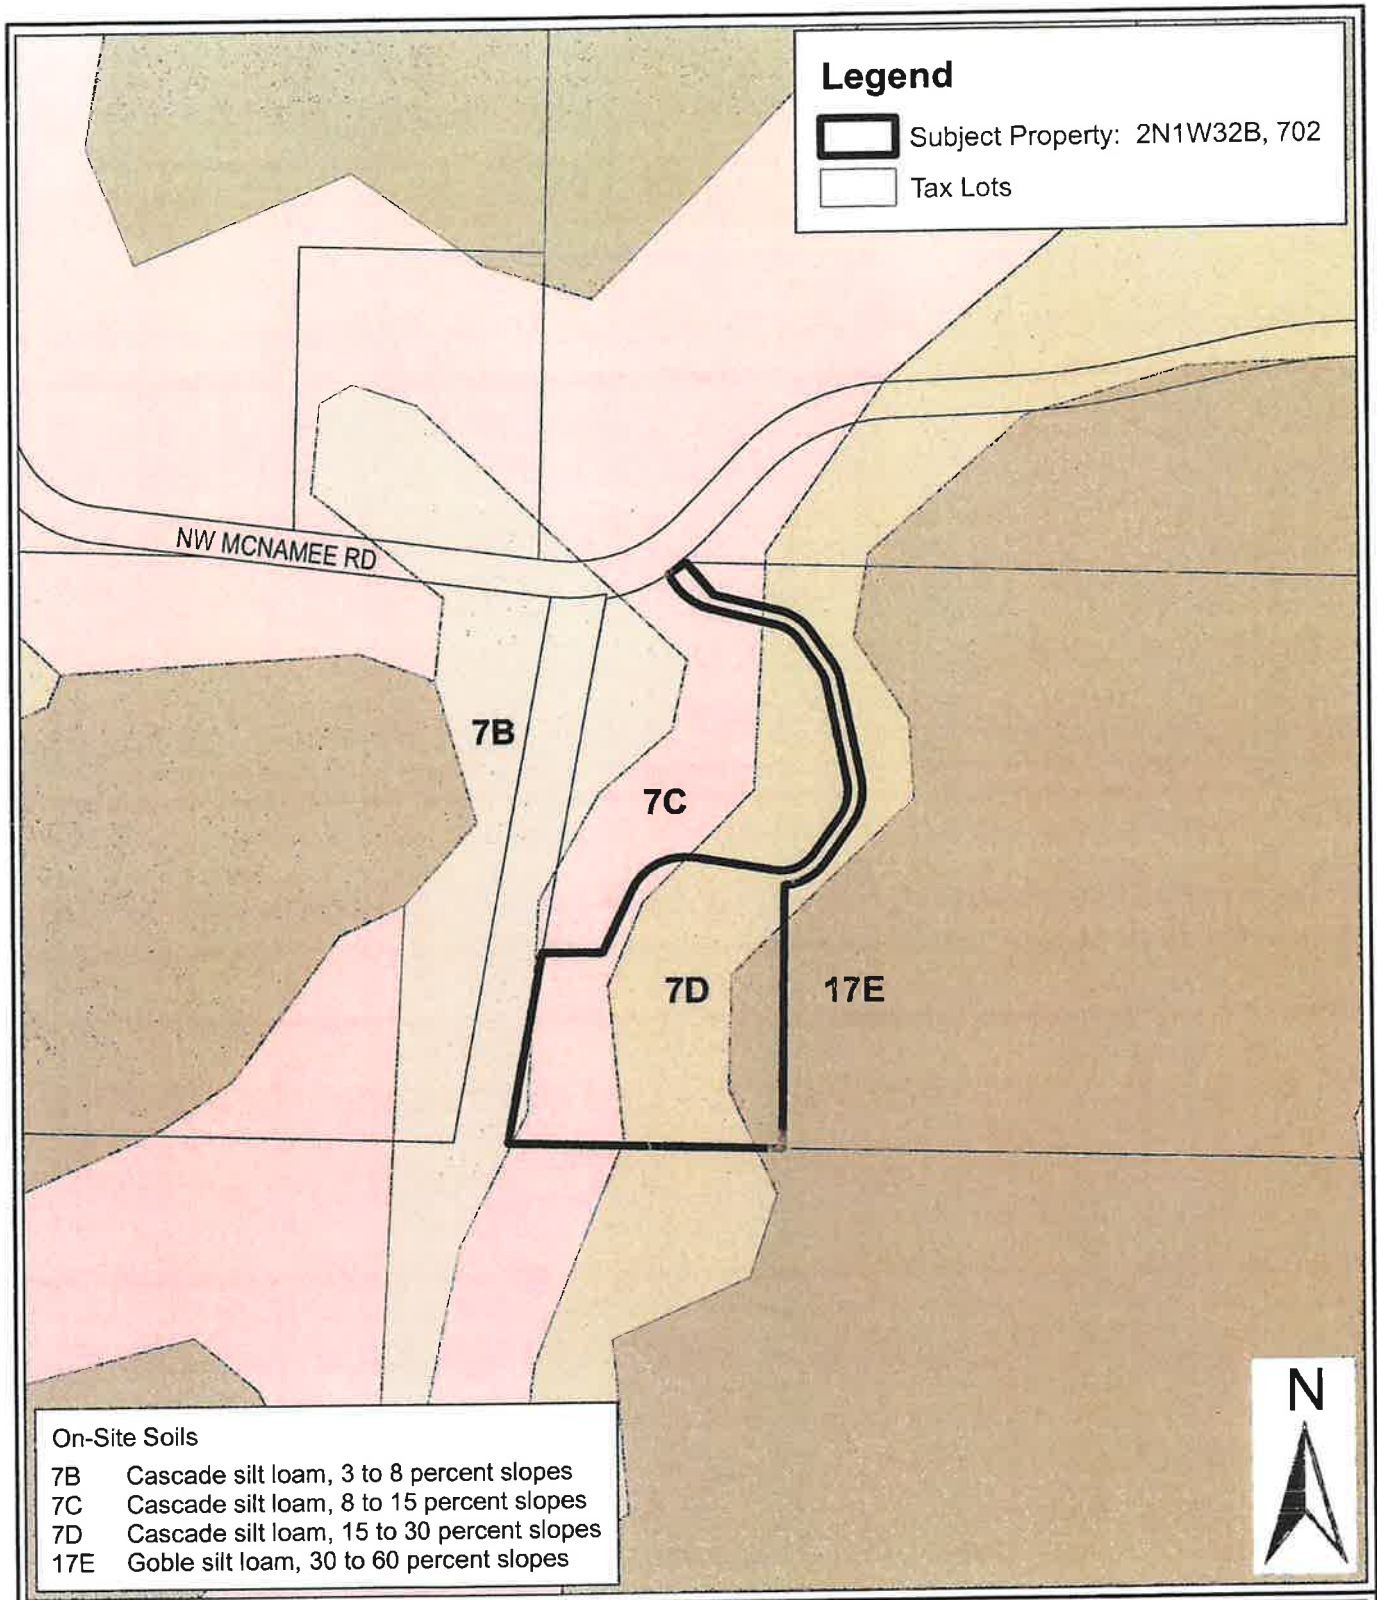 Legend
Subject Property: 2N1W32B, 702
Tax Lots
NW MCNAMEE RD
7B
7C
7D
17E
On-Site Soils
7B Cascade silt loam, 3 to 8 percent slopes
7C Cascade silt loam, 8 to 15 percent slopes
7D Cascade silt loam, 15 to 30 percent slopes
17E Goble silt loam, 30 to 60 percent slopes
N